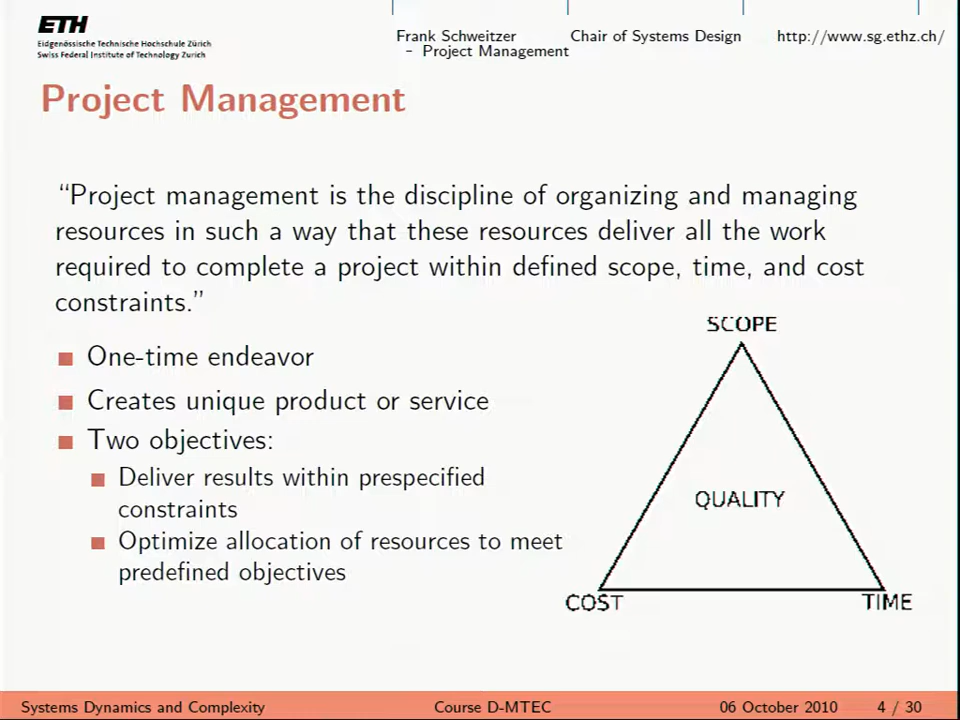 ETH
Eidgenössische Technische Hochschule Zürich
Swiss Federal Institute of Technology Zurich
Frank Schweitzer
– Project Management
Chair of Systems Design
http://www.sg.ethz.ch/
Project Management
“Project management is the discipline of organizing and managing
resources in such a way that these resources deliver all the work
required to complete a project within defined scope, time, and cost
constraints.”
One-time endeavor
Creates unique product or service
Two objectives:
Deliver results within prespecified
constraints
Optimize allocation of resources to meet
predefined objectives
SCOPE
QUALITY
COST
TIME
Systems Dynamics and Complexity
Course D-MTEC
06 October 2010
4 / 30